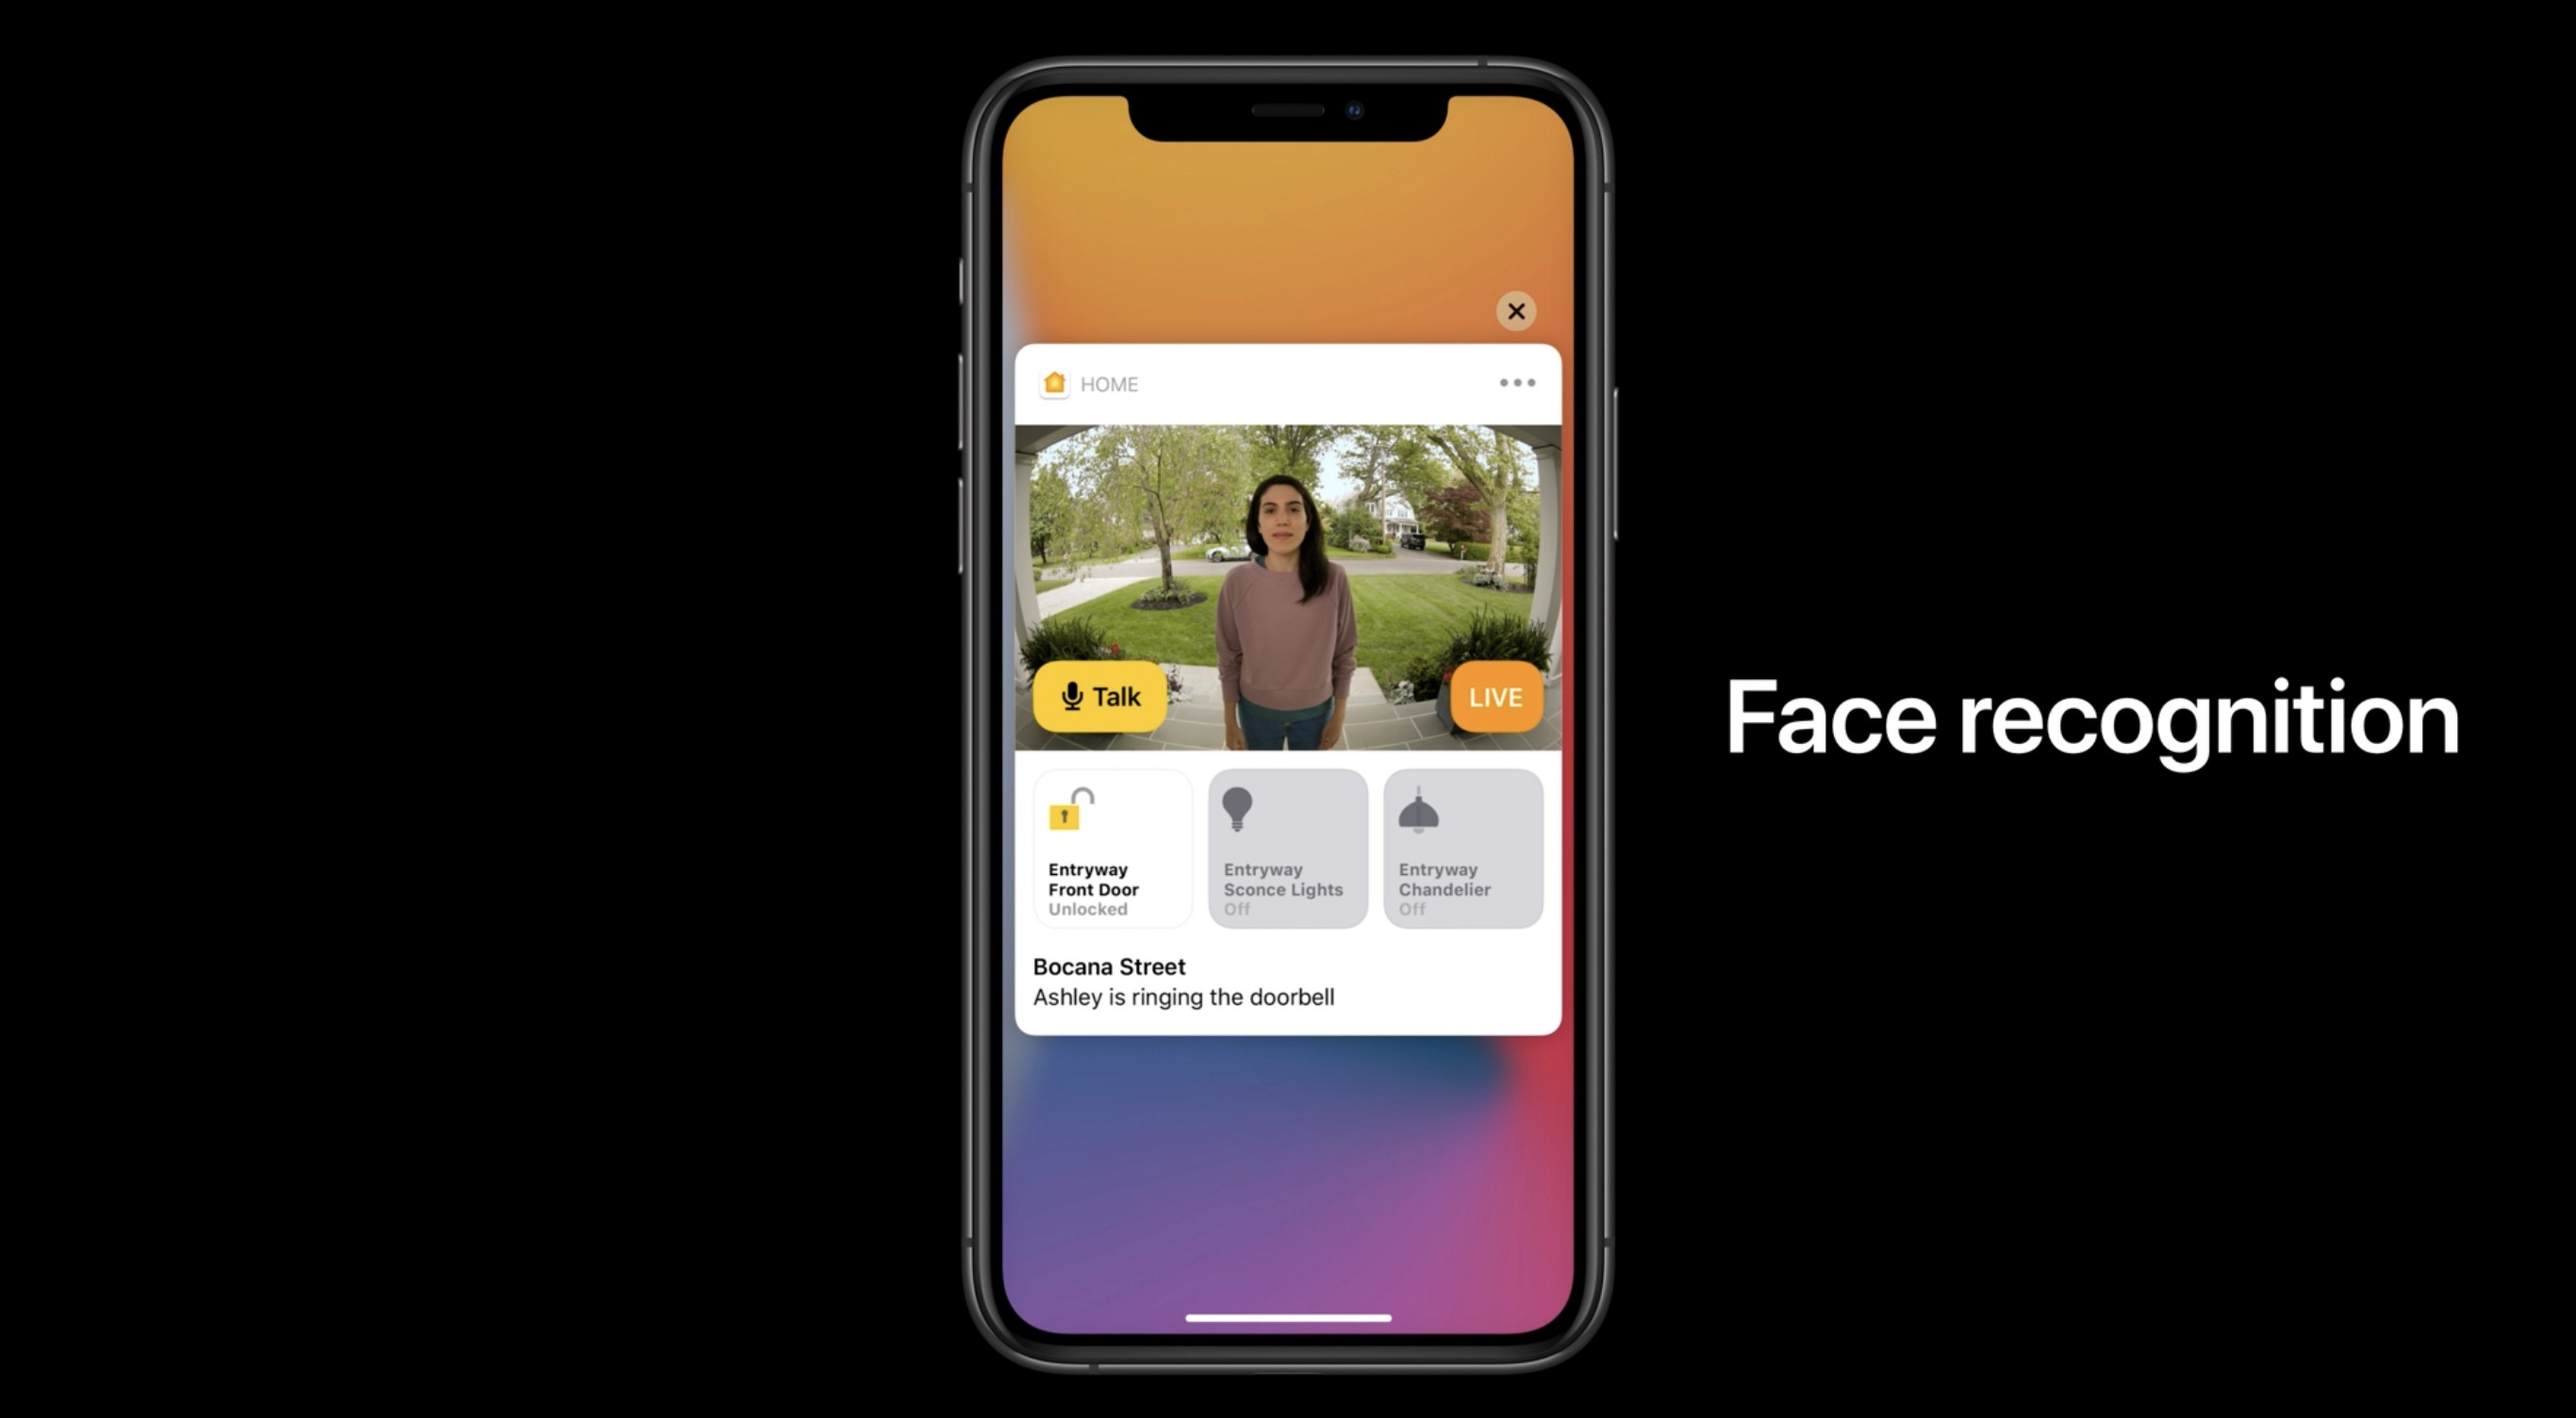 HOME
Talk
LIVE
Entryway
Front Door
Unlocked
Entryway
Sconce Lights
Off
Entryway
Chandelier
Off
Bocana Street
Ashley is ringing the doorbell
Face recognition